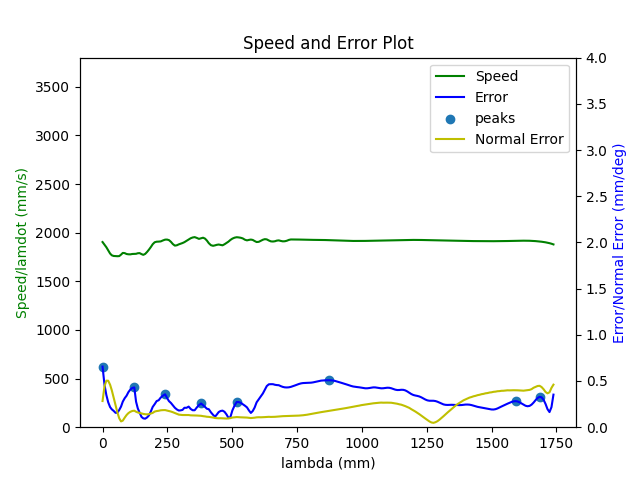 Speed and Error Plot
Speed
Error
peaks
Normal Error
Speed/lamdot (mm/s)
3500
3000
2500
2000
1500
1000
500
0
4.0
3.5
3.0
2.5
2.0
1.5
1.0
0.5
0.0
Error/Normal Error (mm/deg)
0 250 500 750 1000 1250 1500 1750
lambda (mm)